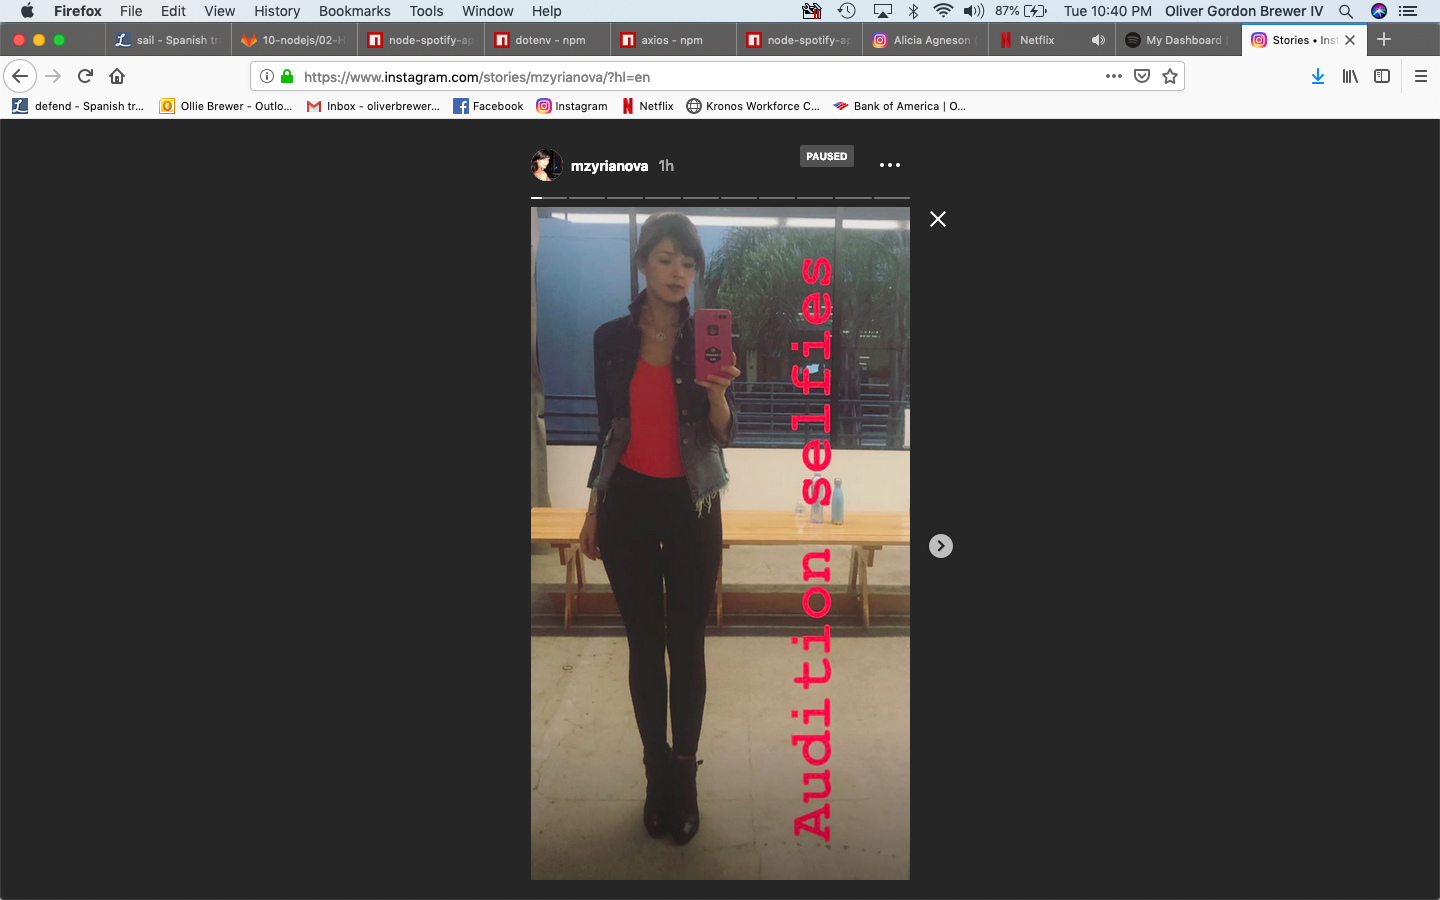 Firefox File Edit View History Bookmarks Tools Window Help 87% Tue 10:40 PM Oliver Gordon Brewer IV
sail - Spanish tr 10-nodejs/02-H node-spotify-ap dotenv - npm axios - npm node-spotify-ap Alicia Agneson Netflix My Dashboard Stories • Inst
https://www.instagram.com/stories/mzyrianova/?hl=en
defend - Spanish tr... Ollie Brewer - Outlo... Inbox - oliverbrewer... Facebook Instagram Netflix Kronos Workforce C... Bank of America | O...
mzyrianova 1h PAUSED
Audition selfies